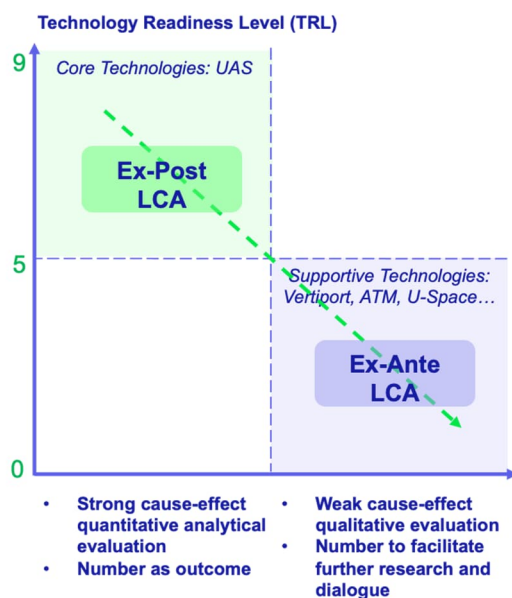 Technology Readiness Level (TRL)
9
Core Technologies: UAS
Ex-Post
LCA
5
Supportive Technologies:
Vertiport, ATM, U-Space...
Ex-Ante
LCA
0
• Strong cause-effect
quantitative analytical
evaluation
• Number as outcome
• Weak cause-effect
qualitative evaluation
• Number to facilitate
further research and
dialogue